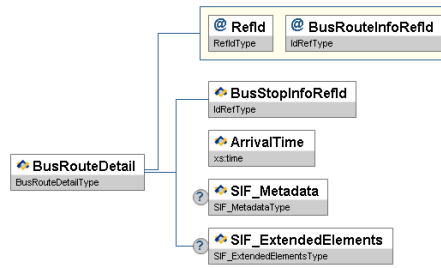 @ RefId
RefIdType
@ BusRouteInfoRefId
IdRefType
BusStopInfoRefId
IdRefType
ArrivalTime
xs:time
BusRouteDetail
BusRouteDetailType
? SIF_Metadata
SIF_MetadataType
? SIF_ExtendedElements
SIF_ExtendedElementsType